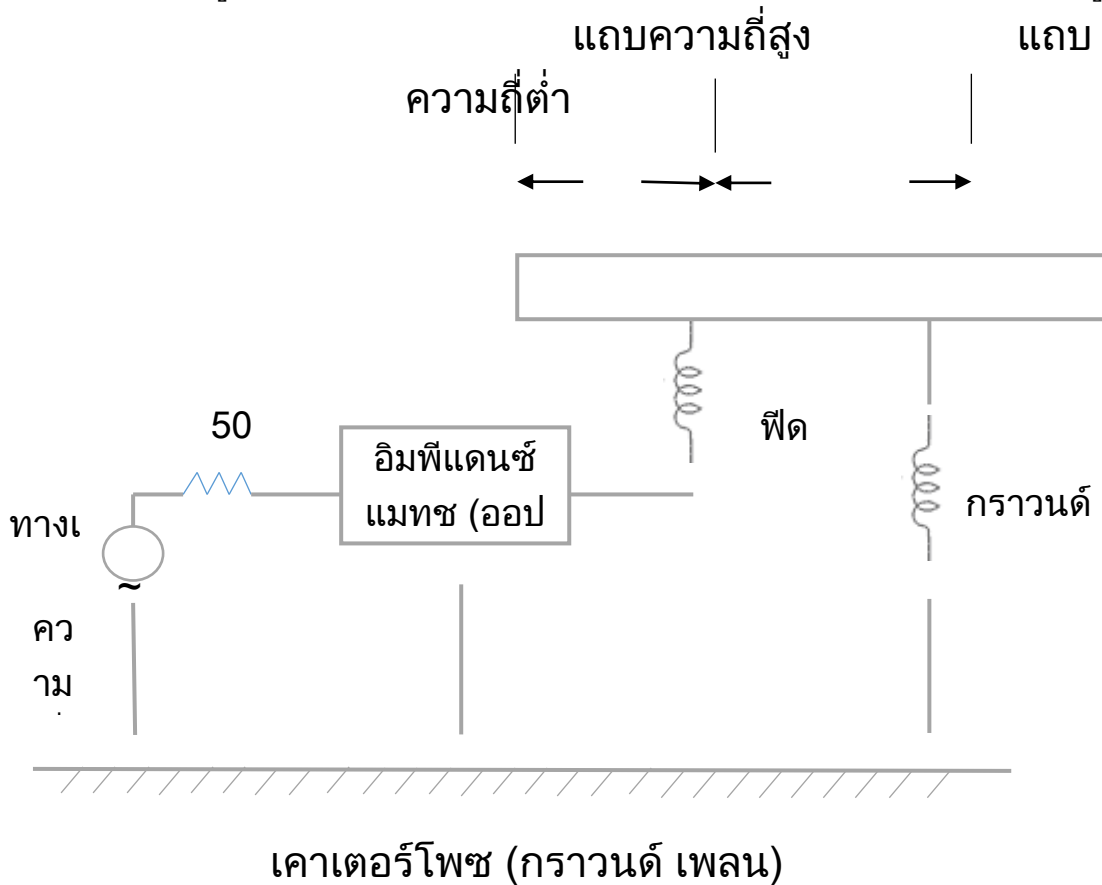 แถบความถี่สูง แถบ
ความถี่ต่ำ
50
ฟีด
อิมพีแดนซ์
แมทช (ออป
กราวนด์
ทางเ
~
คว
าม
เคาเตอร์โพซ (กราวนด์ เพลน)